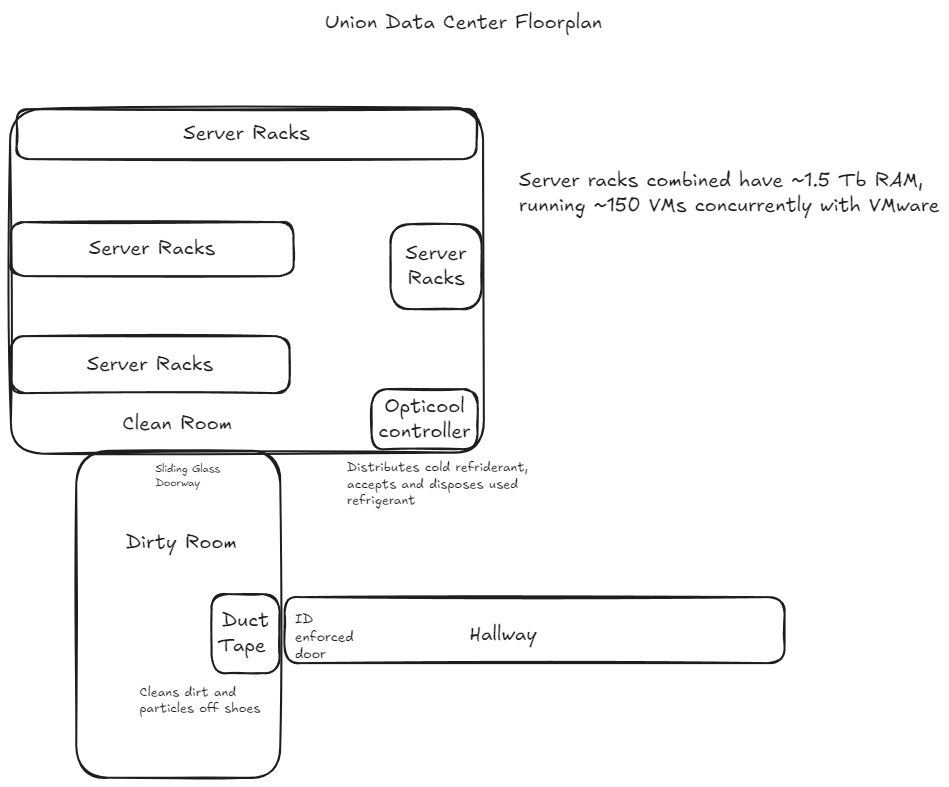 Union Data Center Floorplan
Server Racks
Server racks combined have ~1.5 Tb RAM,
running ~150 VMs concurrently with VMware
Server Racks
Server
Racks
Server Racks
Opticool
controller
Clean Room
Sliding Glass
Doorway
Distributes cold refriderant,
accepts and disposes used
refrigerant
Dirty Room
Duct
Tape
ID
enforced
door
Hallway
Cleans dirt and
particles off shoes